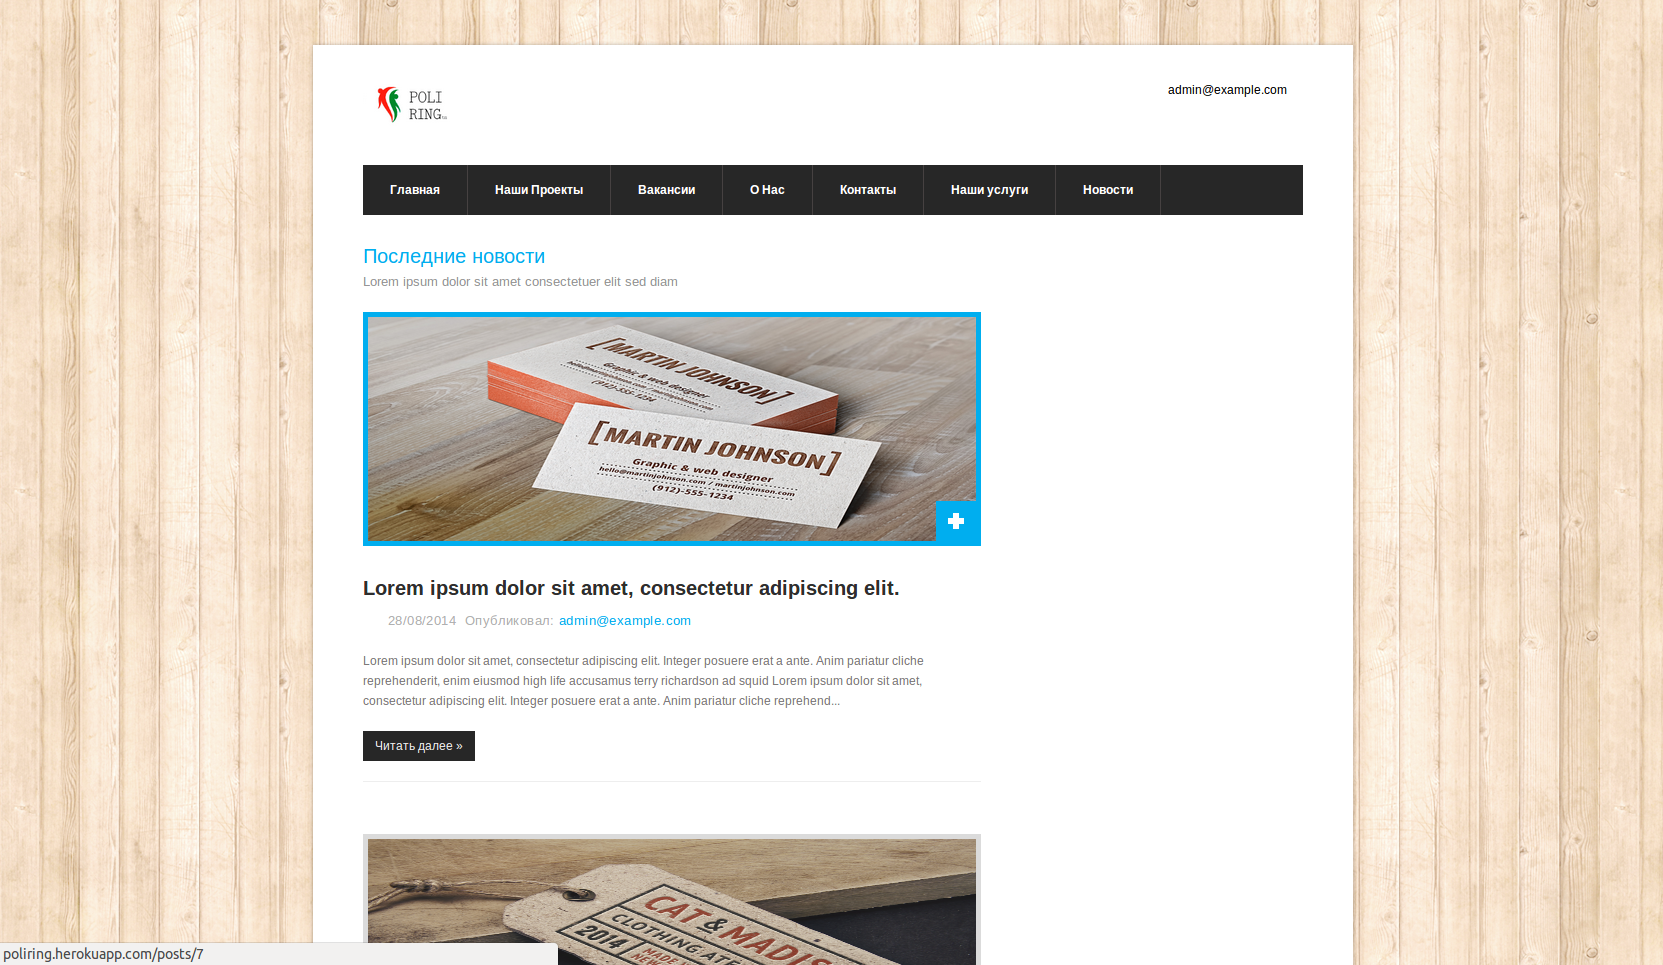 POLI
RING
admin@example.com
Главная Наши Проекты Вакансии О Нас Контакты Наши услуги Новости
Последние новости
Lorem ipsum dolor sit amet consectetuer elit sed diam
[MARTIN JOHNSON]
Graphic & web designer
hello@martinjohnson.com / martinjohnson.com
(912)-555-1234
[MARTIN JOHNSON]
Graphic & web designer
hello@martinjohnson.com / martinjohnson.com
(912)-555-1234
Lorem ipsum dolor sit amet, consectetur adipiscing elit.
28/08/2014 Опубликовал: admin@example.com
Lorem ipsum dolor sit amet, consectetur adipiscing elit. Integer posuere erat a ante. Anim pariatur cliche
reprehenderit, enim eiusmod high life accusamus terry richardson ad squid Lorem ipsum dolor sit amet,
consectetur adipiscing elit. Integer posuere erat a ante. Anim pariatur cliche reprehend...
Читать далее »
CAT & MADIS
CLOTHING
2014
MADE
NEW
poliring.herokuapp.com/posts/7